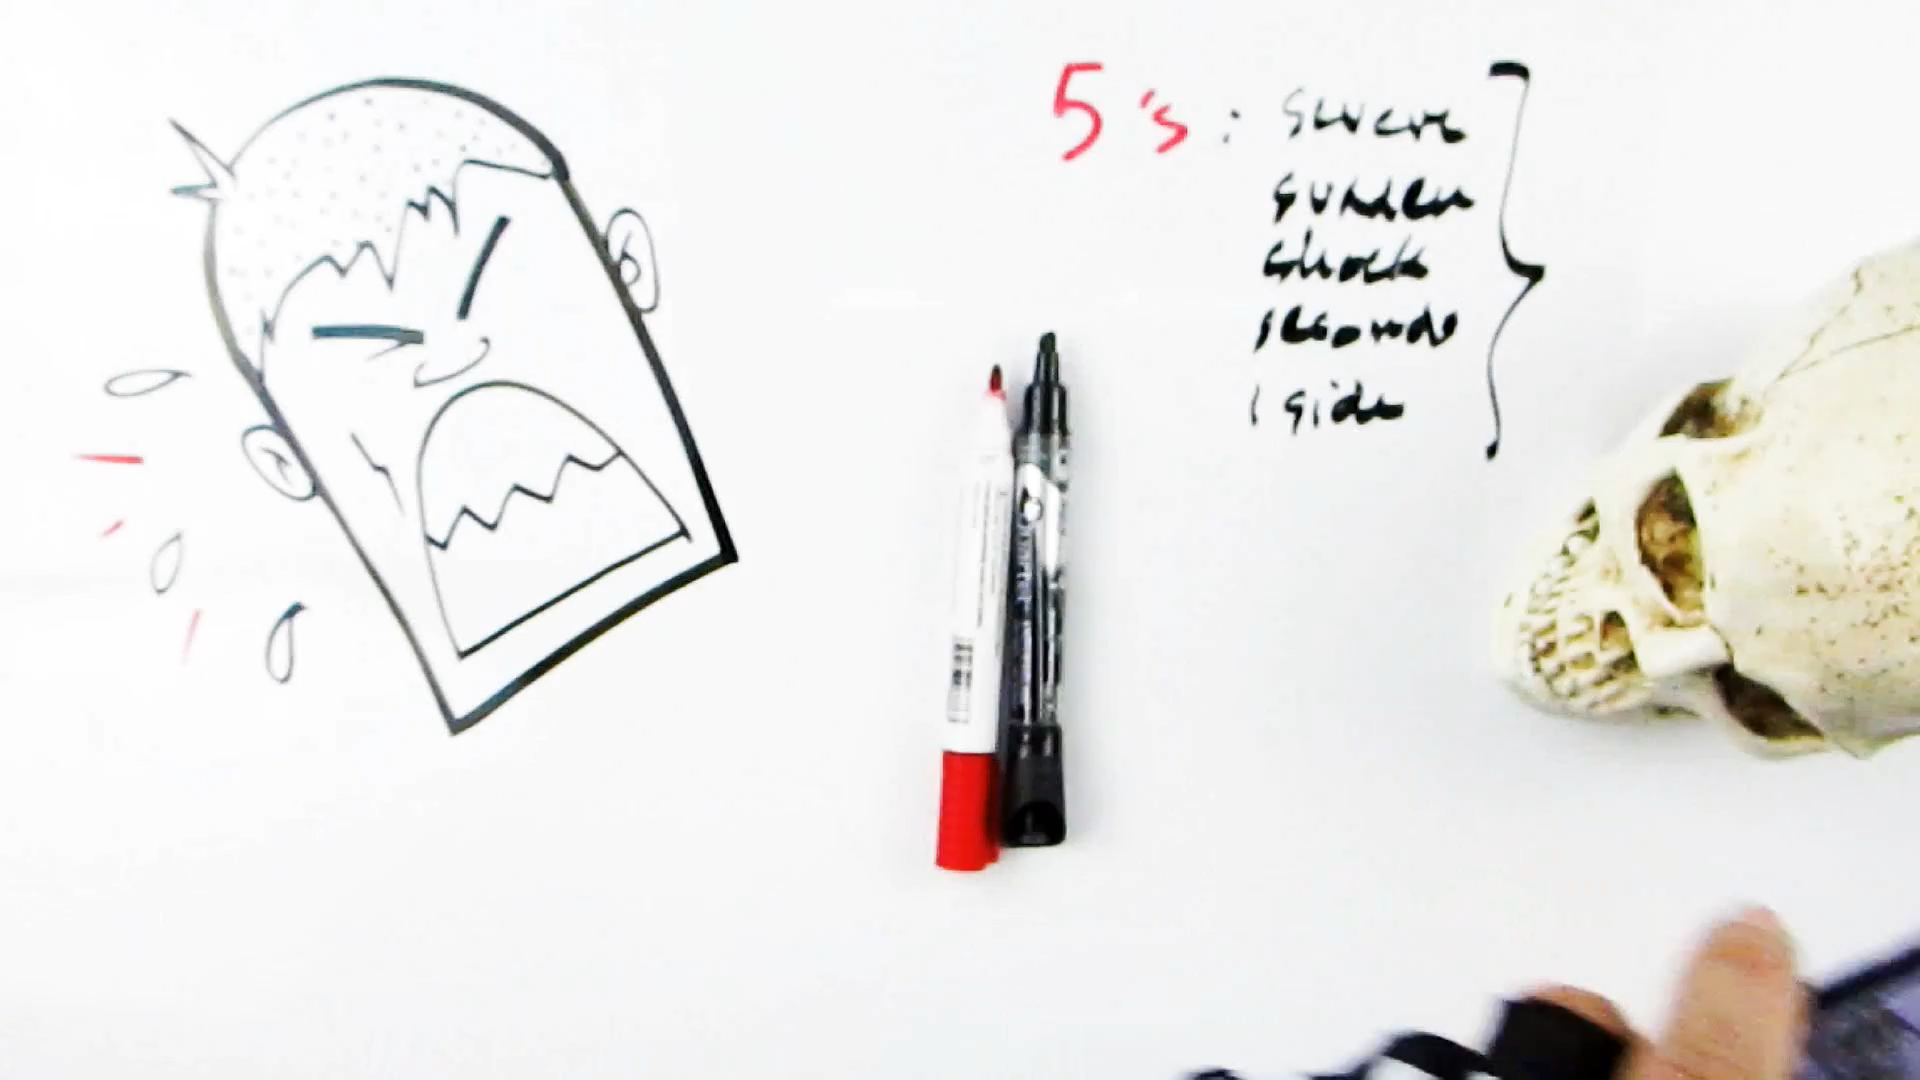 5's: severe
sudden
shock
seconds
1 side